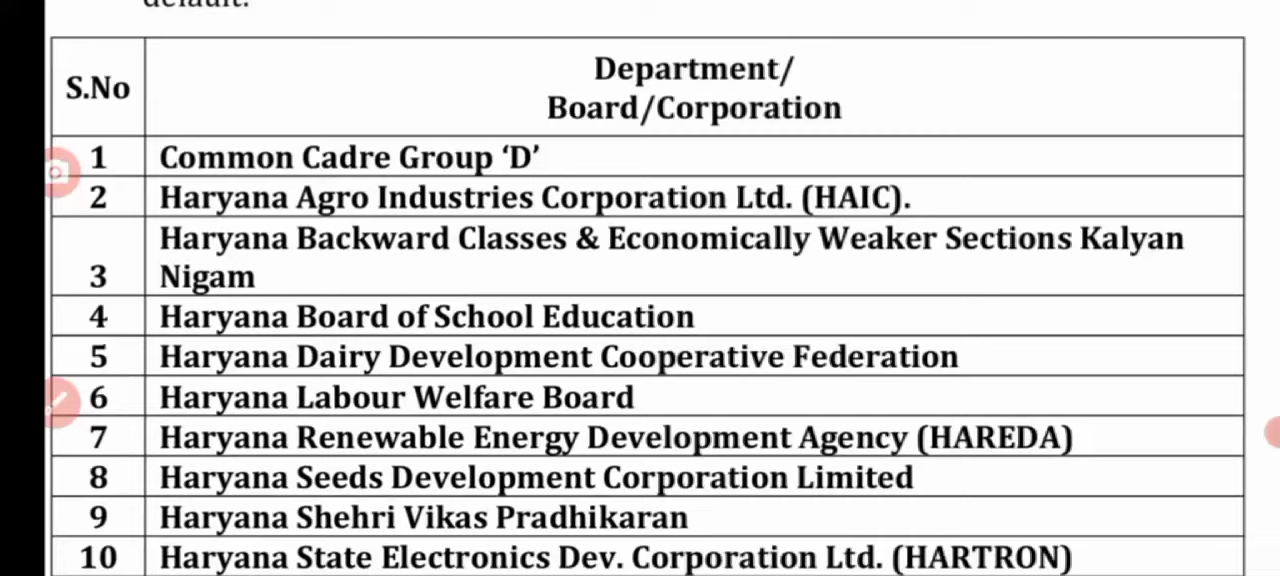 default.
S.No
Department/
Board/Corporation
1 Common Cadre Group ‘D’
2 Haryana Agro Industries Corporation Ltd. (HAIC).
Haryana Backward Classes & Economically Weaker Sections Kalyan
3 Nigam
4 Haryana Board of School Education
5 Haryana Dairy Development Cooperative Federation
6 Haryana Labour Welfare Board
7 Haryana Renewable Energy Development Agency (HAREDA)
8 Haryana Seeds Development Corporation Limited
9 Haryana Shehri Vikas Pradhikaran
10 Haryana State Electronics Dev. Corporation Ltd. (HARTRON)